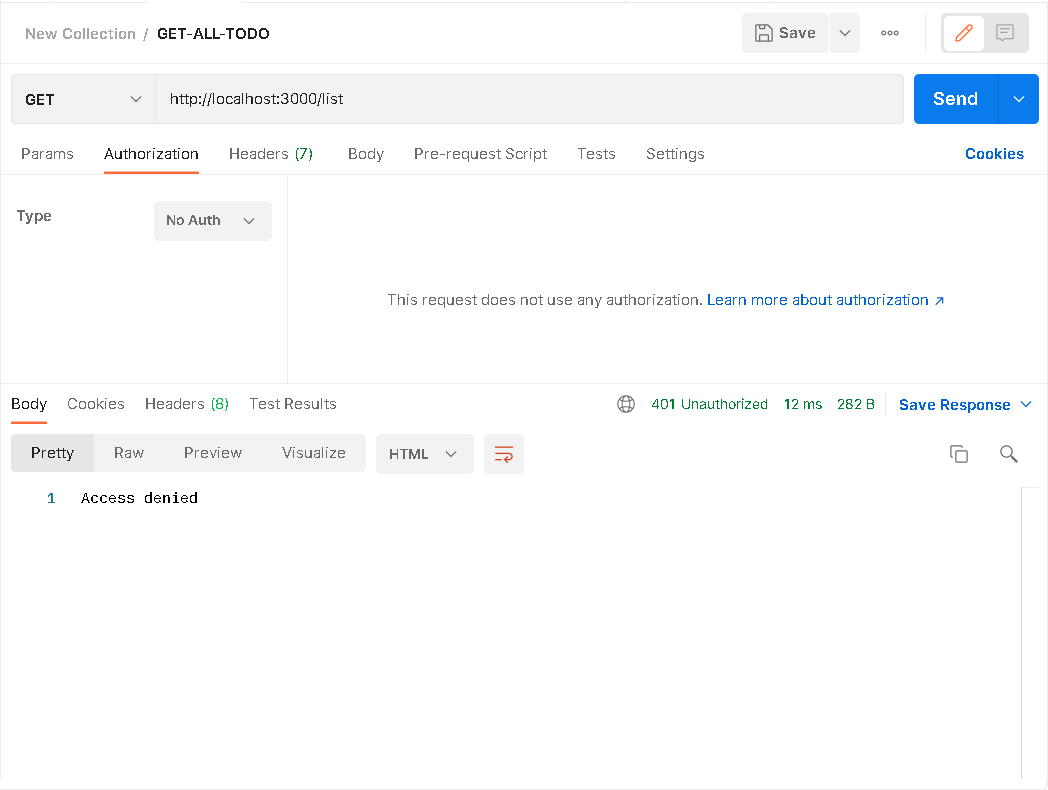 New Collection / GET-ALL-TODO Save
GET http://localhost:3000/list Send
Params Authorization Headers (7) Body Pre-request Script Tests Settings Cookies
Type No Auth
This request does not use any authorization. Learn more about authorization ↗
Body Cookies Headers (8) Test Results 401 Unauthorized 12 ms 282 B Save Response
Pretty Raw Preview Visualize HTML
1 Access denied